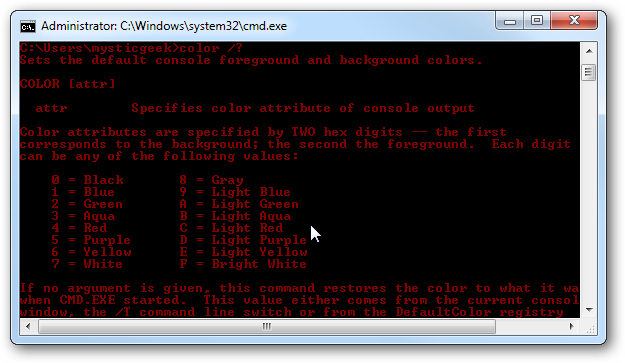 Administrator: C:\Windows\system32\cmd.exe
C:\Users\mysticgeek>color /?
Sets the default console foreground and background colors.
COLOR [attr]
attr        Specifies color attribute of console output
Color attributes are specified by TWO hex digits -- the first
corresponds to the background; the second the foreground.  Each digit
can be any of the following values:
0 = Black       8 = Gray
1 = Blue        9 = Light Blue
2 = Green       A = Light Green
3 = Aqua        B = Light Aqua
4 = Red         C = Light Red
5 = Purple      D = Light Purple
6 = Yellow      E = Light Yellow
7 = White       F = Bright White
If no argument is given, this command restores the color to what it wa
when CMD.EXE started.  This value either comes from the current consol
window, the /T command line switch or from the DefaultColor registry